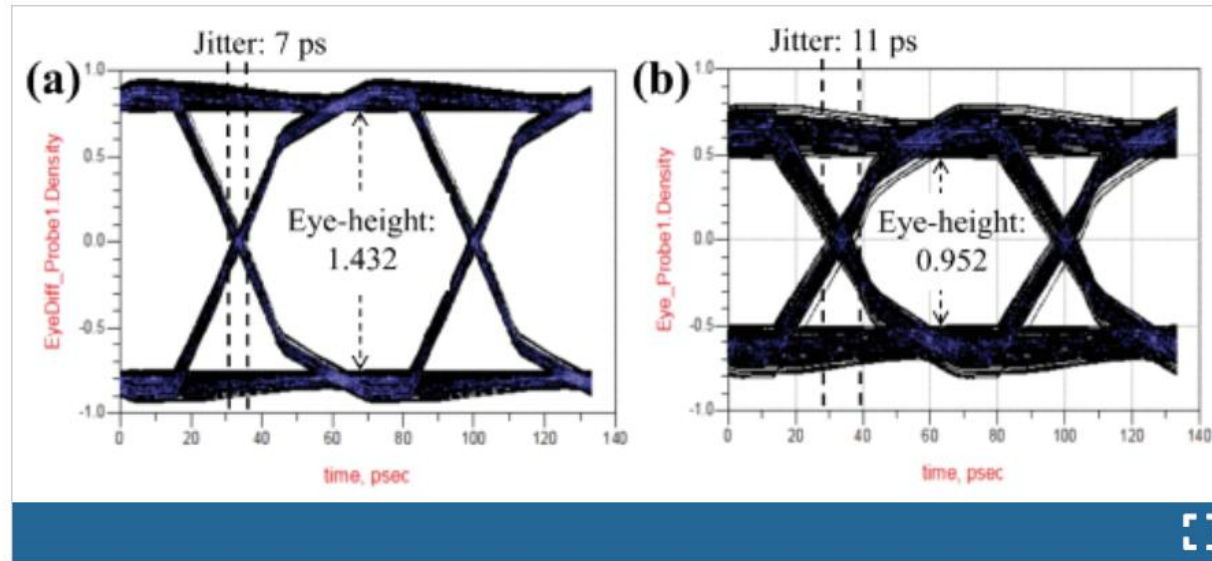 Jitter: 7 ps
(a)
1.0
0.5
0.0
-0.5
-1.0
EyeDiff_Probe1.Density
Eye-height:
1.432
0 20 40 60 80 100 120 140
time, psec
Jitter: 11 ps
(b)
1.0
0.5
0.0
-0.5
-1.0
Eye_Probe1.Density
Eye-height:
0.952
0 20 40 60 80 100 120 140
time, psec